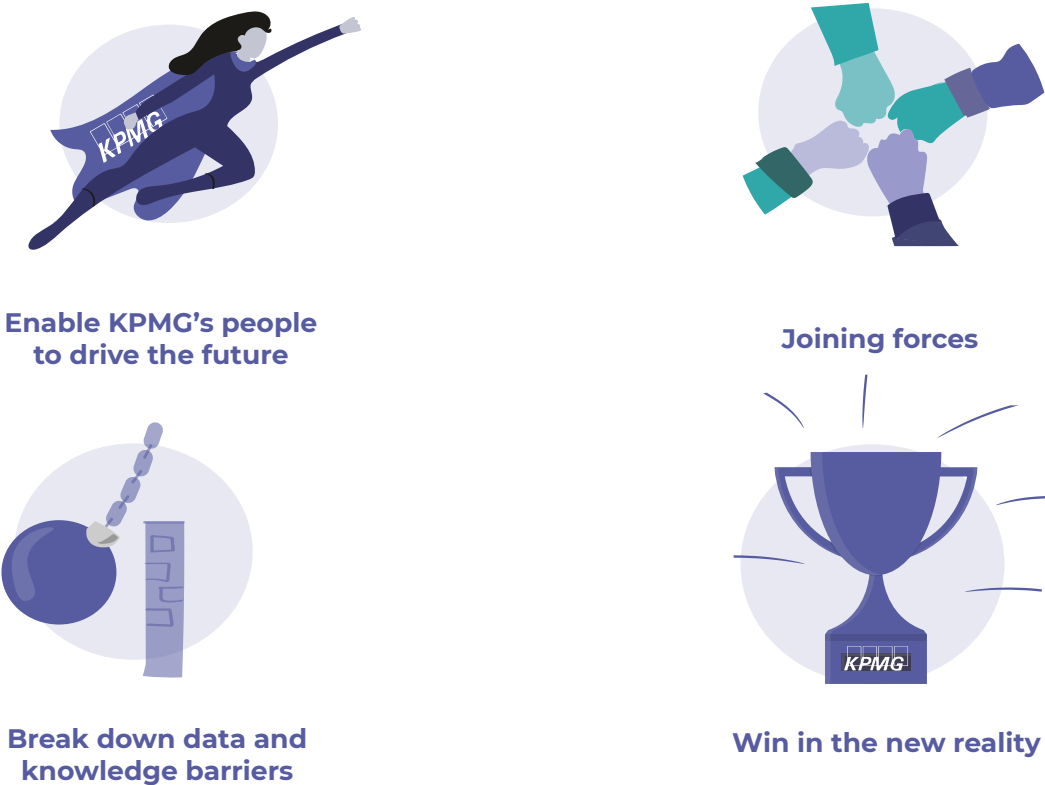 KPMG
Enable KPMG's people
to drive the future
Joining forces
KPMG
Break down data and
knowledge barriers
Win in the new reality